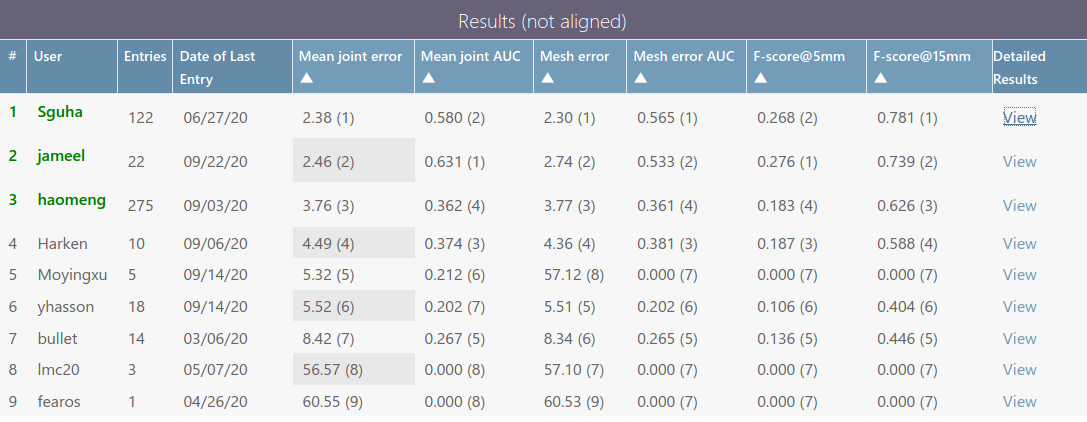 Results (not aligned)
# User Entries Date of Last Entry Mean joint error ▲ Mean joint AUC ▲ Mesh error ▲ Mesh error AUC ▲ F-score@5mm ▲ F-score@15mm ▲ Detailed Results
1 Sguha 122 06/27/20 2.38 (1) 0.580 (2) 2.30 (1) 0.565 (1) 0.268 (2) 0.781 (1) View
2 jameel 22 09/22/20 2.46 (2) 0.631 (1) 2.74 (2) 0.533 (2) 0.276 (1) 0.739 (2) View
3 haomeng 275 09/03/20 3.76 (3) 0.362 (4) 3.77 (3) 0.361 (4) 0.183 (4) 0.626 (3) View
4 Harken 10 09/06/20 4.49 (4) 0.374 (3) 4.36 (4) 0.381 (3) 0.187 (3) 0.588 (4) View
5 Moyingxu 5 09/14/20 5.32 (5) 0.212 (6) 57.12 (8) 0.000 (7) 0.000 (7) 0.000 (7) View
6 yhasson 18 09/14/20 5.52 (6) 0.202 (7) 5.51 (5) 0.202 (6) 0.106 (6) 0.404 (6) View
7 bullet 14 03/06/20 8.42 (7) 0.267 (5) 8.34 (6) 0.265 (5) 0.136 (5) 0.446 (5) View
8 lmc20 3 05/07/20 56.57 (8) 0.000 (8) 57.10 (7) 0.000 (7) 0.000 (7) 0.000 (7) View
9 fearos 1 04/26/20 60.55 (9) 0.000 (8) 60.53 (9) 0.000 (7) 0.000 (7) 0.000 (7) View